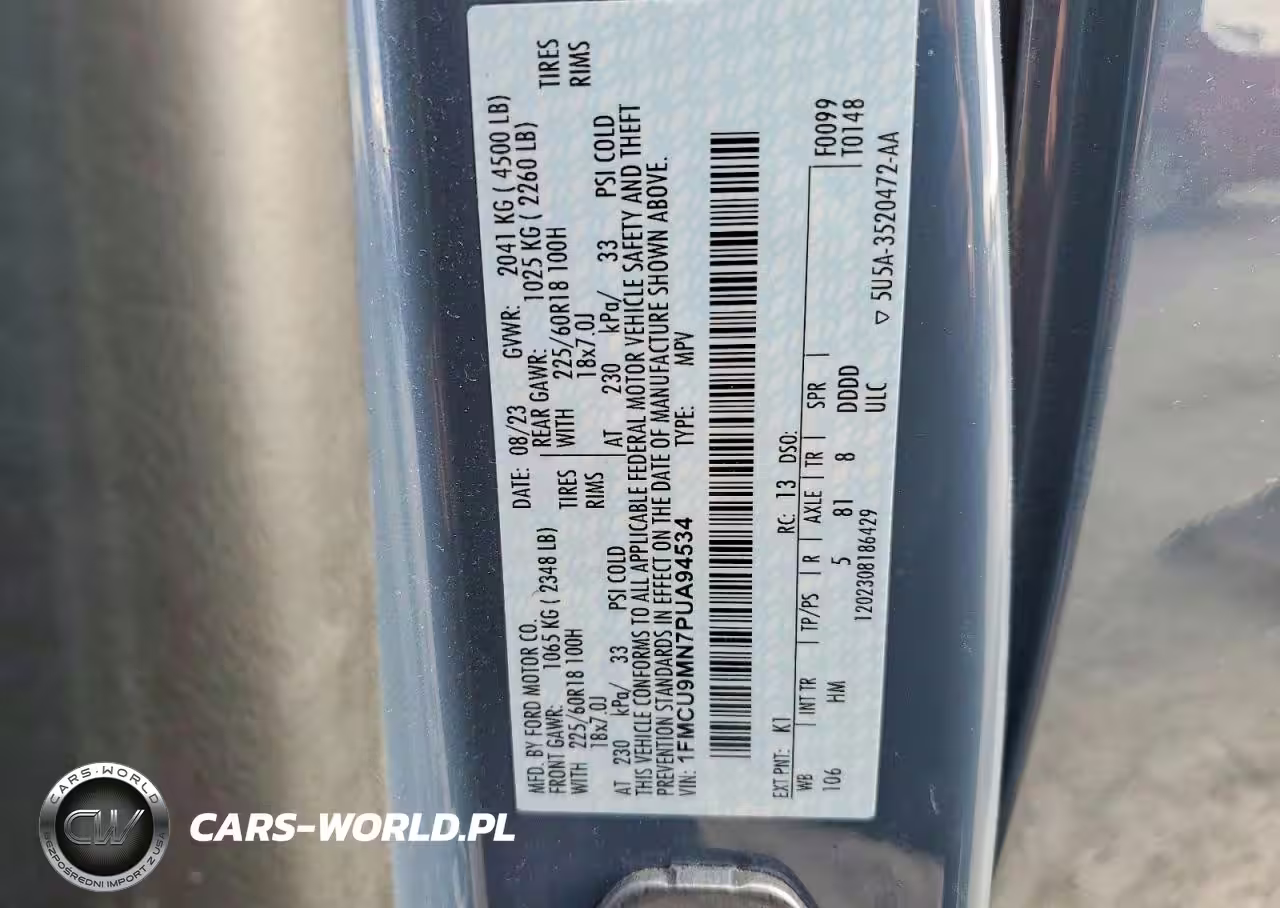 MFD. BY FORD MOTOR CO.
DATE: 08/23 GVWR: 2041 KG ( 4500 LB)
FRONT GAWR: 1065 KG ( 2348 LB) REAR GAWR: 1025 KG ( 2260 LB)
WITH 225/60R18 100H TIRES WITH 225/60R18 100H TIRES
18x7.0J RIMS 18x7.0J RIMS
AT 230 kPa/ 33 PSI COLD AT 230 kPa/ 33 PSI COLD
THIS VEHICLE CONFORMS TO ALL APPLICABLE FEDERAL MOTOR VEHICLE SAFETY AND THEFT
PREVENTION STANDARDS IN EFFECT ON THE DATE OF MANUFACTURE SHOWN ABOVE.
VIN: 1FMCU9MN7PUA94534 TYPE: MPV
EXT PNT: K1 RC: 13 DSO:
WB INT TR TP/PS R AXLE TR SPR F0099
106 HM 5 81 8 DDDD T0148
1202308186429 ULC
▽ 5U5A-3520472-AA
CARS-WORLD
CW
BEZPOŚREDNI IMPORT Z USA
CARS-WORLD.PL